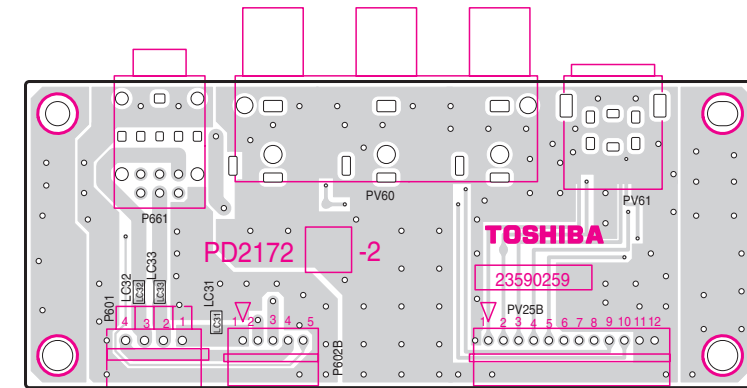 PV60
PV61
P661
TOSHIBA
PD2172 -2
23590259
P601
LC32
LC33
LC31
LC32
LC33
LC31
PV25B
P602B
4 3 2 1
1 2 3 4 5
1 2 3 4 5 6 7 8 9 10 11 12